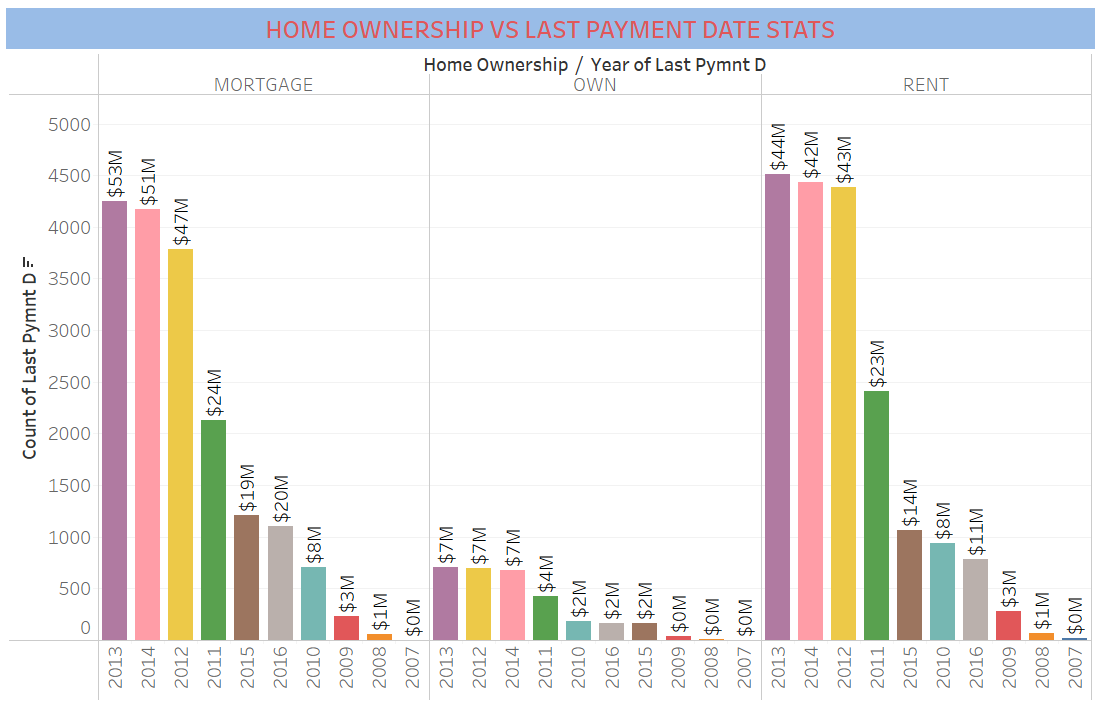 HOME OWNERSHIP VS LAST PAYMENT DATE STATS
Home Ownership / Year of Last Pymnt D
MORTGAGE OWN RENT
Count of Last Pymnt D
5000
4500
4000
3500
3000
2500
2000
1500
1000
500
0
$53M $51M $47M $24M $19M $20M $8M $3M $1M $0M
$7M $7M $7M $4M $2M $2M $2M $0M $0M $0M
$44M $42M $43M $23M $14M $8M $11M $3M $1M $0M
2013 2014 2012 2011 2015 2016 2010 2009 2008 2007
2013 2012 2014 2011 2010 2016 2015 2009 2008 2007
2013 2014 2012 2011 2015 2010 2016 2009 2008 2007